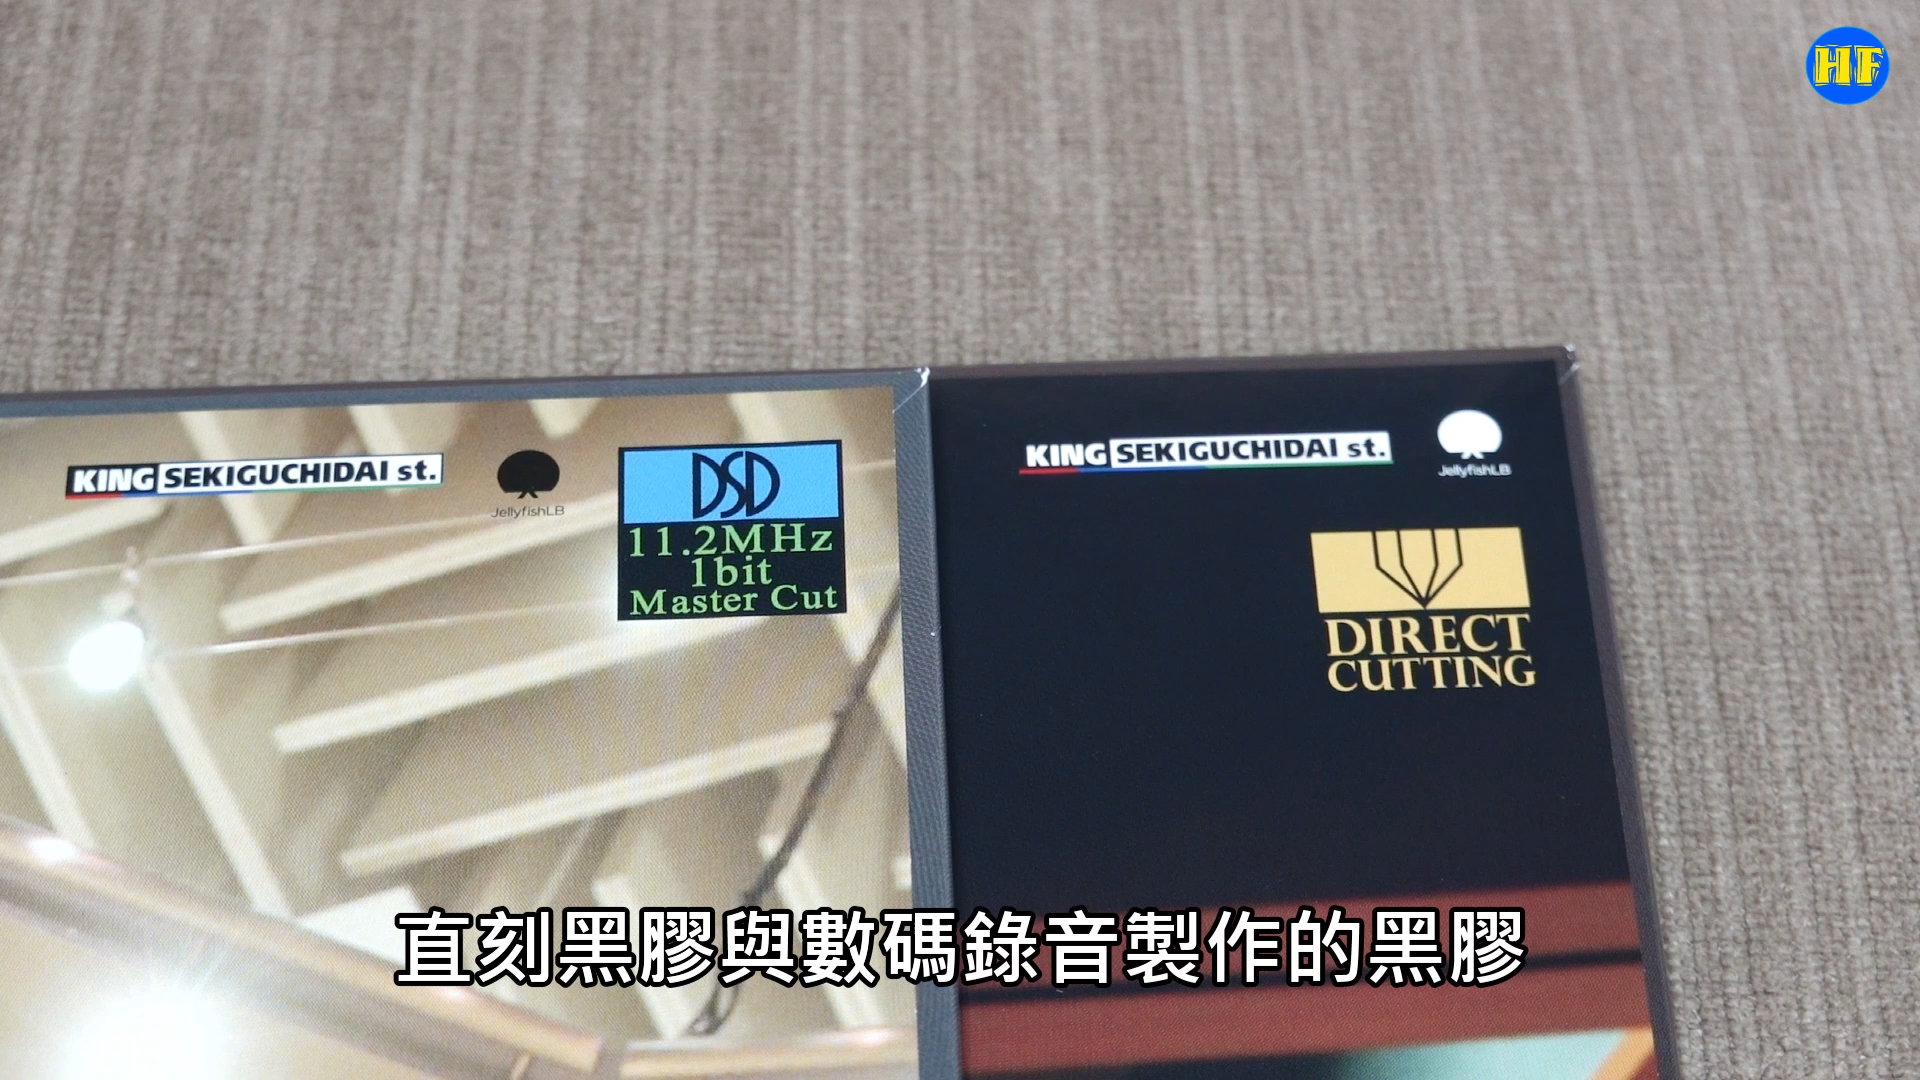 HF
KING SEKIGUCHIDAI st.
JellyfishLB
DSD
11.2MHz
1bit
Master Cut
KING SEKIGUCHIDAI st.
JellyfishLB
DIRECT
CUTTING
直刻黑膠與數碼錄音製作的黑膠